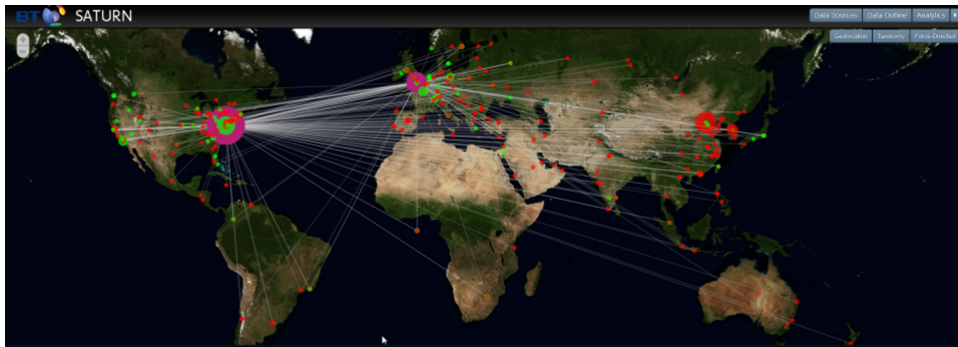 BT SATURN
Data Sources Data Outline Analytics
Geolocation Taxonomy Force-Directed